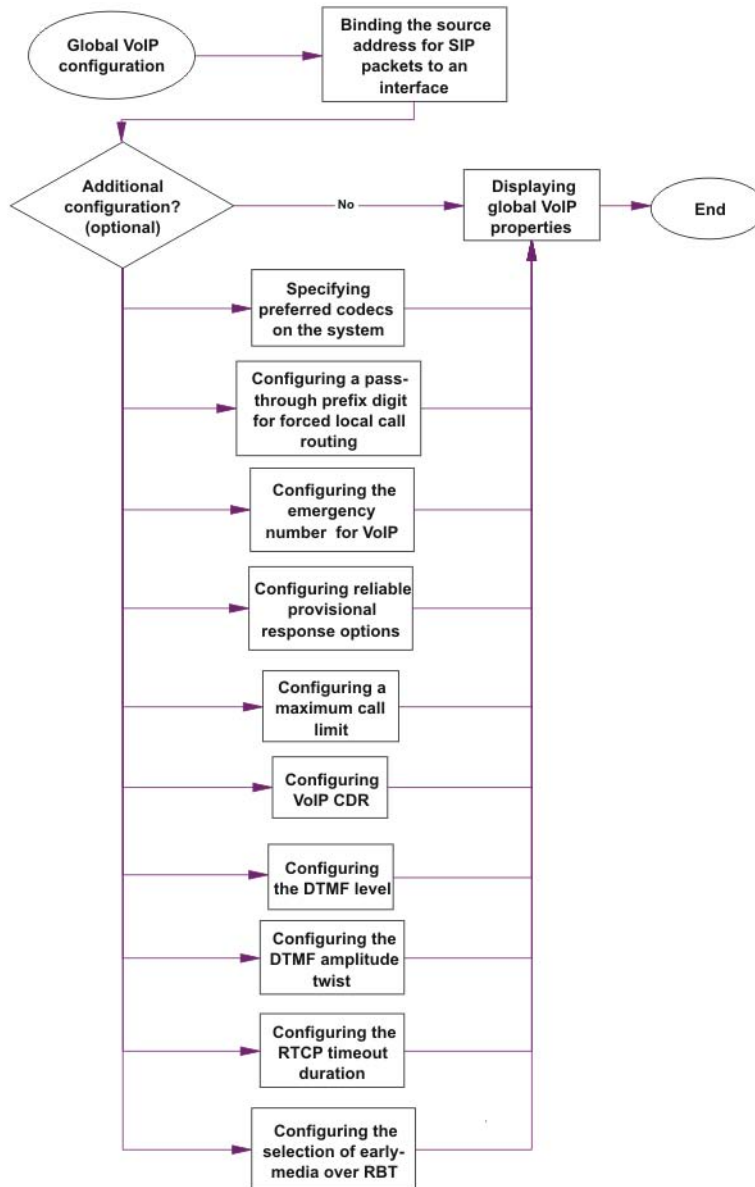 Global VoIP
configuration
Binding the source
address for SIP
packets to an
interface
Additional
configuration?
(optional)
No
Displaying
global VoIP
properties
End
Specifying
preferred codecs
on the system
Configuring a pass-
through prefix digit
for forced local call
routing
Configuring the
emergency
number for VoIP
Configuring reliable
provisional
response options
Configuring a
maximum call
limit
Configuring
VoIP CDR
Configuring
the DTMF level
Configuring the
DTMF amplitude
twist
Configuring the
RTCP timeout
duration
Configuring the
selection of early-
media over RBT